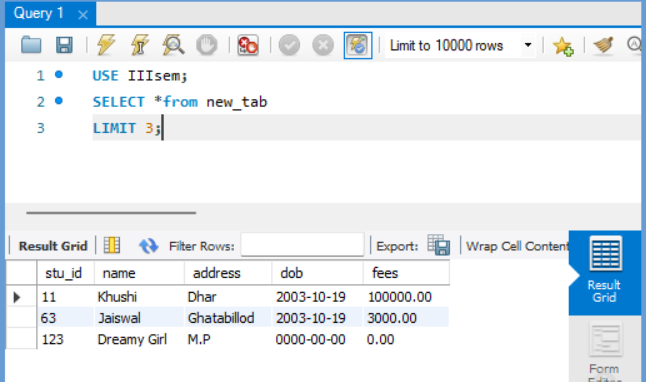 Query 1
Limit to 10000 rows
1 USE IIIsem;
2 SELECT *from new_tab
3 LIMIT 3;
Result Grid Filter Rows: Export: Wrap Cell Content
stu_id name address dob fees
11 Khushi Dhar 2003-10-19 100000.00
63 Jaiswal Ghatabillod 2003-10-19 3000.00
123 Dreamy Girl M.P 0000-00-00 0.00
Result
Grid
Form
Editor